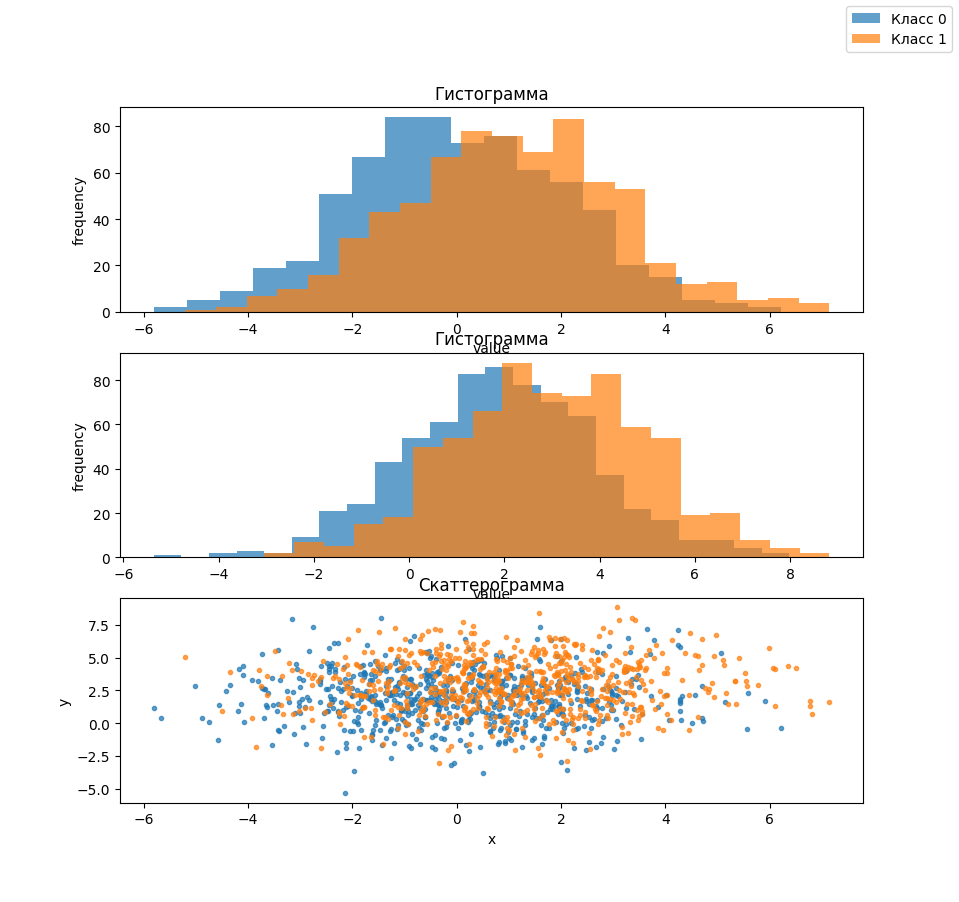 Класс 0
Класс 1
Гистограмма
80
60
40
20
0
frequency
−6 −4 −2 0 2 4 6
value
Гистограмма
80
60
40
20
0
frequency
−6 −4 −2 0 2 4 6 8
value
Скаттерограмма
7.5
5.0
2.5
0.0
−2.5
−5.0
y
−6 −4 −2 0 2 4 6
x